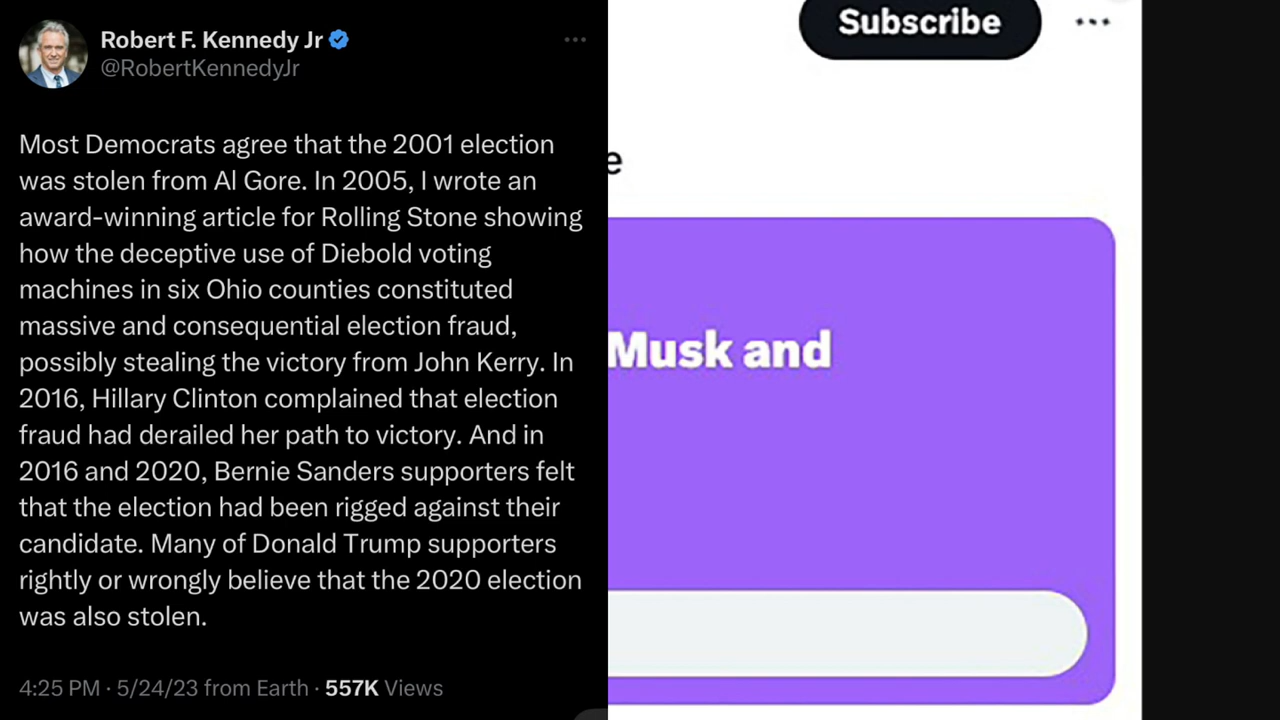 Robert F. Kennedy Jr
@RobertKennedyJr
Most Democrats agree that the 2001 election
was stolen from Al Gore. In 2005, I wrote an
award-winning article for Rolling Stone showing
how the deceptive use of Diebold voting
machines in six Ohio counties constituted
massive and consequential election fraud,
possibly stealing the victory from John Kerry. In
2016, Hillary Clinton complained that election
fraud had derailed her path to victory. And in
2016 and 2020, Bernie Sanders supporters felt
that the election had been rigged against their
candidate. Many of Donald Trump supporters
rightly or wrongly believe that the 2020 election
was also stolen.
4:25 PM · 5/24/23 from Earth · 557K Views
Subscribe
e
Musk and